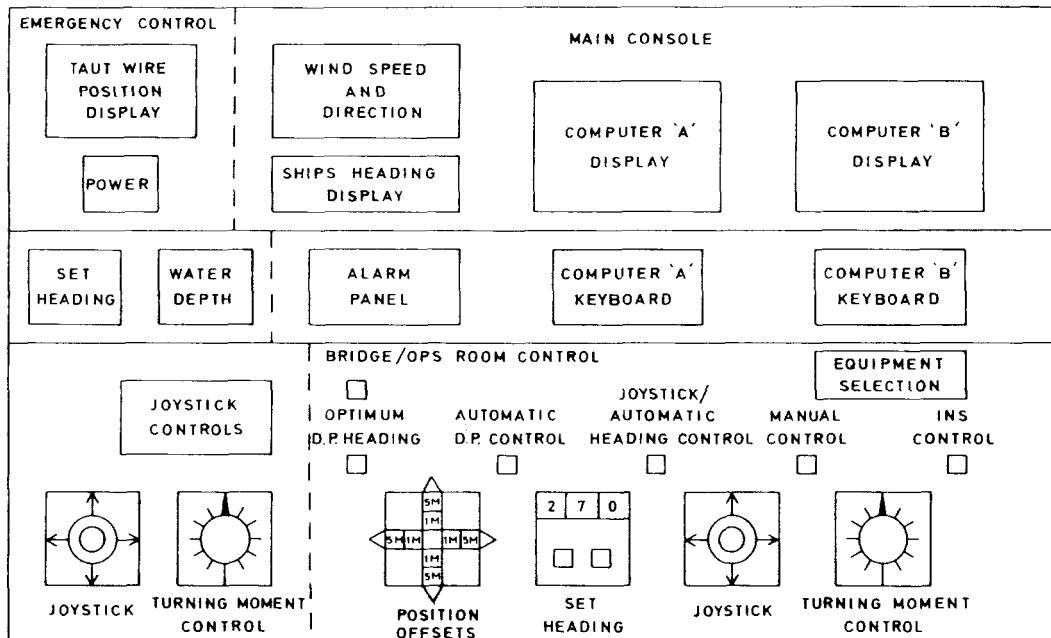 EMERGENCY CONTROL
TAUT WIRE
POSITION
DISPLAY
POWER
MAIN CONSOLE
WIND SPEED
AND
DIRECTION
SHIPS HEADING
DISPLAY
COMPUTER 'A'
DISPLAY
COMPUTER 'B'
DISPLAY
SET
HEADING
WATER
DEPTH
ALARM
PANEL
COMPUTER 'A'
KEYBOARD
COMPUTER 'B'
KEYBOARD
JOYSTICK
CONTROLS
JOYSTICK
TURNING MOMENT
CONTROL
BRIDGE/OPS ROOM CONTROL
EQUIPMENT
SELECTION
OPTIMUM
D.P. HEADING
AUTOMATIC
D.P. CONTROL
JOYSTICK/
AUTOMATIC
HEADING CONTROL
MANUAL
CONTROL
INS
CONTROL
5M
1M
5M 1M 1M 5M
1M
5M
POSITION
OFFSETS
2 7 0
SET
HEADING
JOYSTICK
TURNING MOMENT
CONTROL